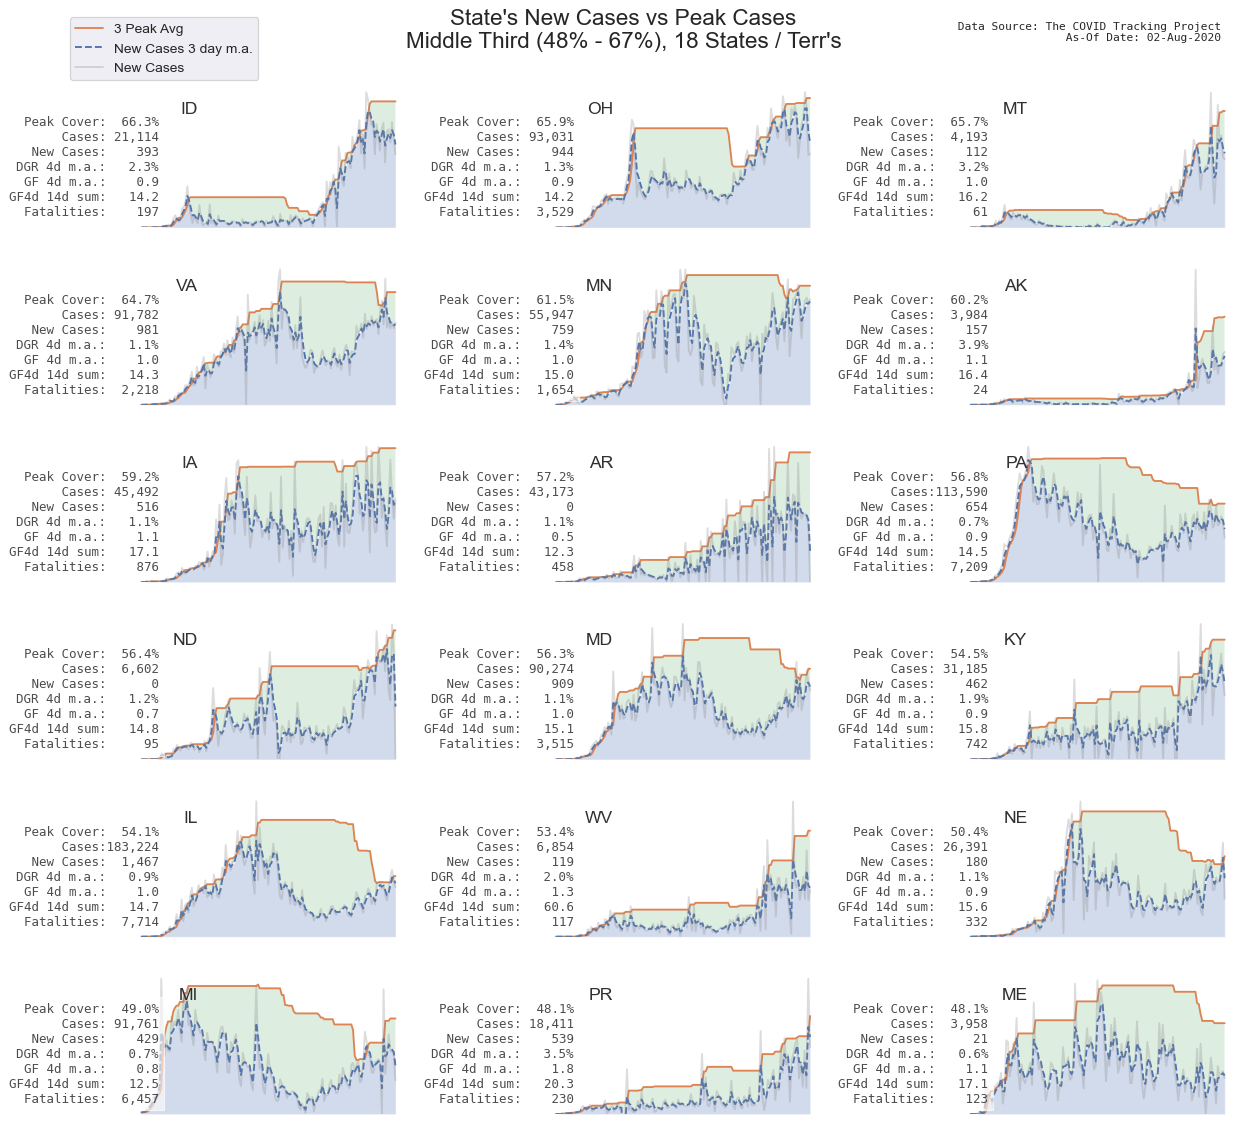 State's New Cases vs Peak Cases
Middle Third (48% - 67%), 18 States / Terr's
3 Peak Avg
New Cases 3 day m.a.
New Cases
Data Source: The COVID Tracking Project
As-Of Date: 02-Aug-2020
ID
Peak Cover: 66.3%
Cases: 21,114
New Cases: 393
DGR 4d m.a.: 2.3%
GF 4d m.a.: 0.9
GF4d 14d sum: 14.2
Fatalities: 197
OH
Peak Cover: 65.9%
Cases: 93,031
New Cases: 944
DGR 4d m.a.: 1.3%
GF 4d m.a.: 0.9
GF4d 14d sum: 14.2
Fatalities: 3,529
MT
Peak Cover: 65.7%
Cases: 4,193
New Cases: 112
DGR 4d m.a.: 3.2%
GF 4d m.a.: 1.0
GF4d 14d sum: 16.2
Fatalities: 61
VA
Peak Cover: 64.7%
Cases: 91,782
New Cases: 981
DGR 4d m.a.: 1.1%
GF 4d m.a.: 1.0
GF4d 14d sum: 14.3
Fatalities: 2,218
MN
Peak Cover: 61.5%
Cases: 55,947
New Cases: 759
DGR 4d m.a.: 1.4%
GF 4d m.a.: 1.0
GF4d 14d sum: 15.0
Fatalities: 1,654
AK
Peak Cover: 60.2%
Cases: 3,984
New Cases: 157
DGR 4d m.a.: 3.9%
GF 4d m.a.: 1.1
GF4d 14d sum: 16.4
Fatalities: 24
IA
Peak Cover: 59.2%
Cases: 45,492
New Cases: 516
DGR 4d m.a.: 1.1%
GF 4d m.a.: 1.1
GF4d 14d sum: 17.1
Fatalities: 876
AR
Peak Cover: 57.2%
Cases: 43,173
New Cases: 0
DGR 4d m.a.: 1.1%
GF 4d m.a.: 0.5
GF4d 14d sum: 12.3
Fatalities: 458
PA
Peak Cover: 56.8%
Cases:113,590
New Cases: 654
DGR 4d m.a.: 0.7%
GF 4d m.a.: 0.9
GF4d 14d sum: 14.5
Fatalities: 7,209
ND
Peak Cover: 56.4%
Cases: 6,602
New Cases: 0
DGR 4d m.a.: 1.2%
GF 4d m.a.: 0.7
GF4d 14d sum: 14.8
Fatalities: 95
MD
Peak Cover: 56.3%
Cases: 90,274
New Cases: 909
DGR 4d m.a.: 1.1%
GF 4d m.a.: 1.0
GF4d 14d sum: 15.1
Fatalities: 3,515
KY
Peak Cover: 54.5%
Cases: 31,185
New Cases: 462
DGR 4d m.a.: 1.9%
GF 4d m.a.: 0.9
GF4d 14d sum: 15.8
Fatalities: 742
IL
Peak Cover: 54.1%
Cases:183,224
New Cases: 1,467
DGR 4d m.a.: 0.9%
GF 4d m.a.: 1.0
GF4d 14d sum: 14.7
Fatalities: 7,714
WV
Peak Cover: 53.4%
Cases: 6,854
New Cases: 119
DGR 4d m.a.: 2.0%
GF 4d m.a.: 1.3
GF4d 14d sum: 60.6
Fatalities: 117
NE
Peak Cover: 50.4%
Cases: 26,391
New Cases: 180
DGR 4d m.a.: 1.1%
GF 4d m.a.: 0.9
GF4d 14d sum: 15.6
Fatalities: 332
MI
Peak Cover: 49.0%
Cases: 91,761
New Cases: 429
DGR 4d m.a.: 0.7%
GF 4d m.a.: 0.8
GF4d 14d sum: 12.5
Fatalities: 6,457
PR
Peak Cover: 48.1%
Cases: 18,411
New Cases: 539
DGR 4d m.a.: 3.5%
GF 4d m.a.: 1.8
GF4d 14d sum: 20.3
Fatalities: 230
ME
Peak Cover: 48.1%
Cases: 3,958
New Cases: 21
DGR 4d m.a.: 0.6%
GF 4d m.a.: 1.1
GF4d 14d sum: 17.1
Fatalities: 123